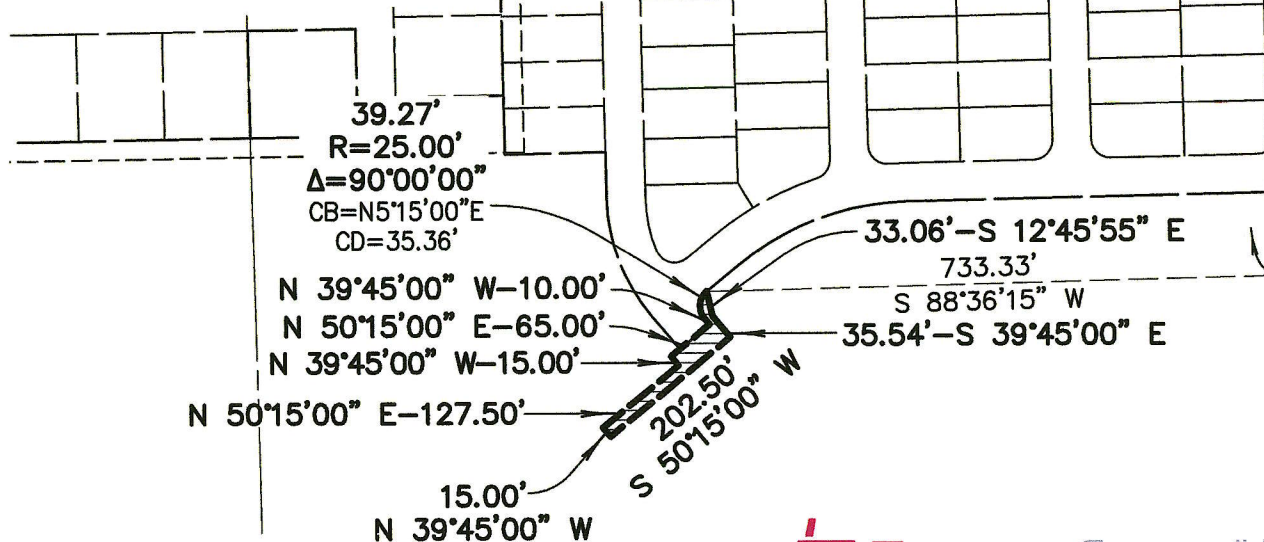 39.27'
R=25.00'
Δ=90°00'00"
CB=N5°15'00"E
CD=35.36'
33.06'-S 12°45'55" E
733.33'
S 88°36'15" W
N 39°45'00" W-10.00'
N 50°15'00" E-65.00'
35.54'-S 39°45'00" E
N 39°45'00" W-15.00'
202.50'
S 50°15'00" W
N 50°15'00" E-127.50'
15.00'
N 39°45'00" W